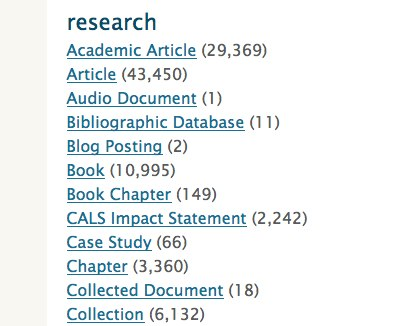 research
Academic Article (29,369)
Article (43,450)
Audio Document (1)
Bibliographic Database (11)
Blog Posting (2)
Book (10,995)
Book Chapter (149)
CALS Impact Statement (2,242)
Case Study (66)
Chapter (3,360)
Collected Document (18)
Collection (6,132)